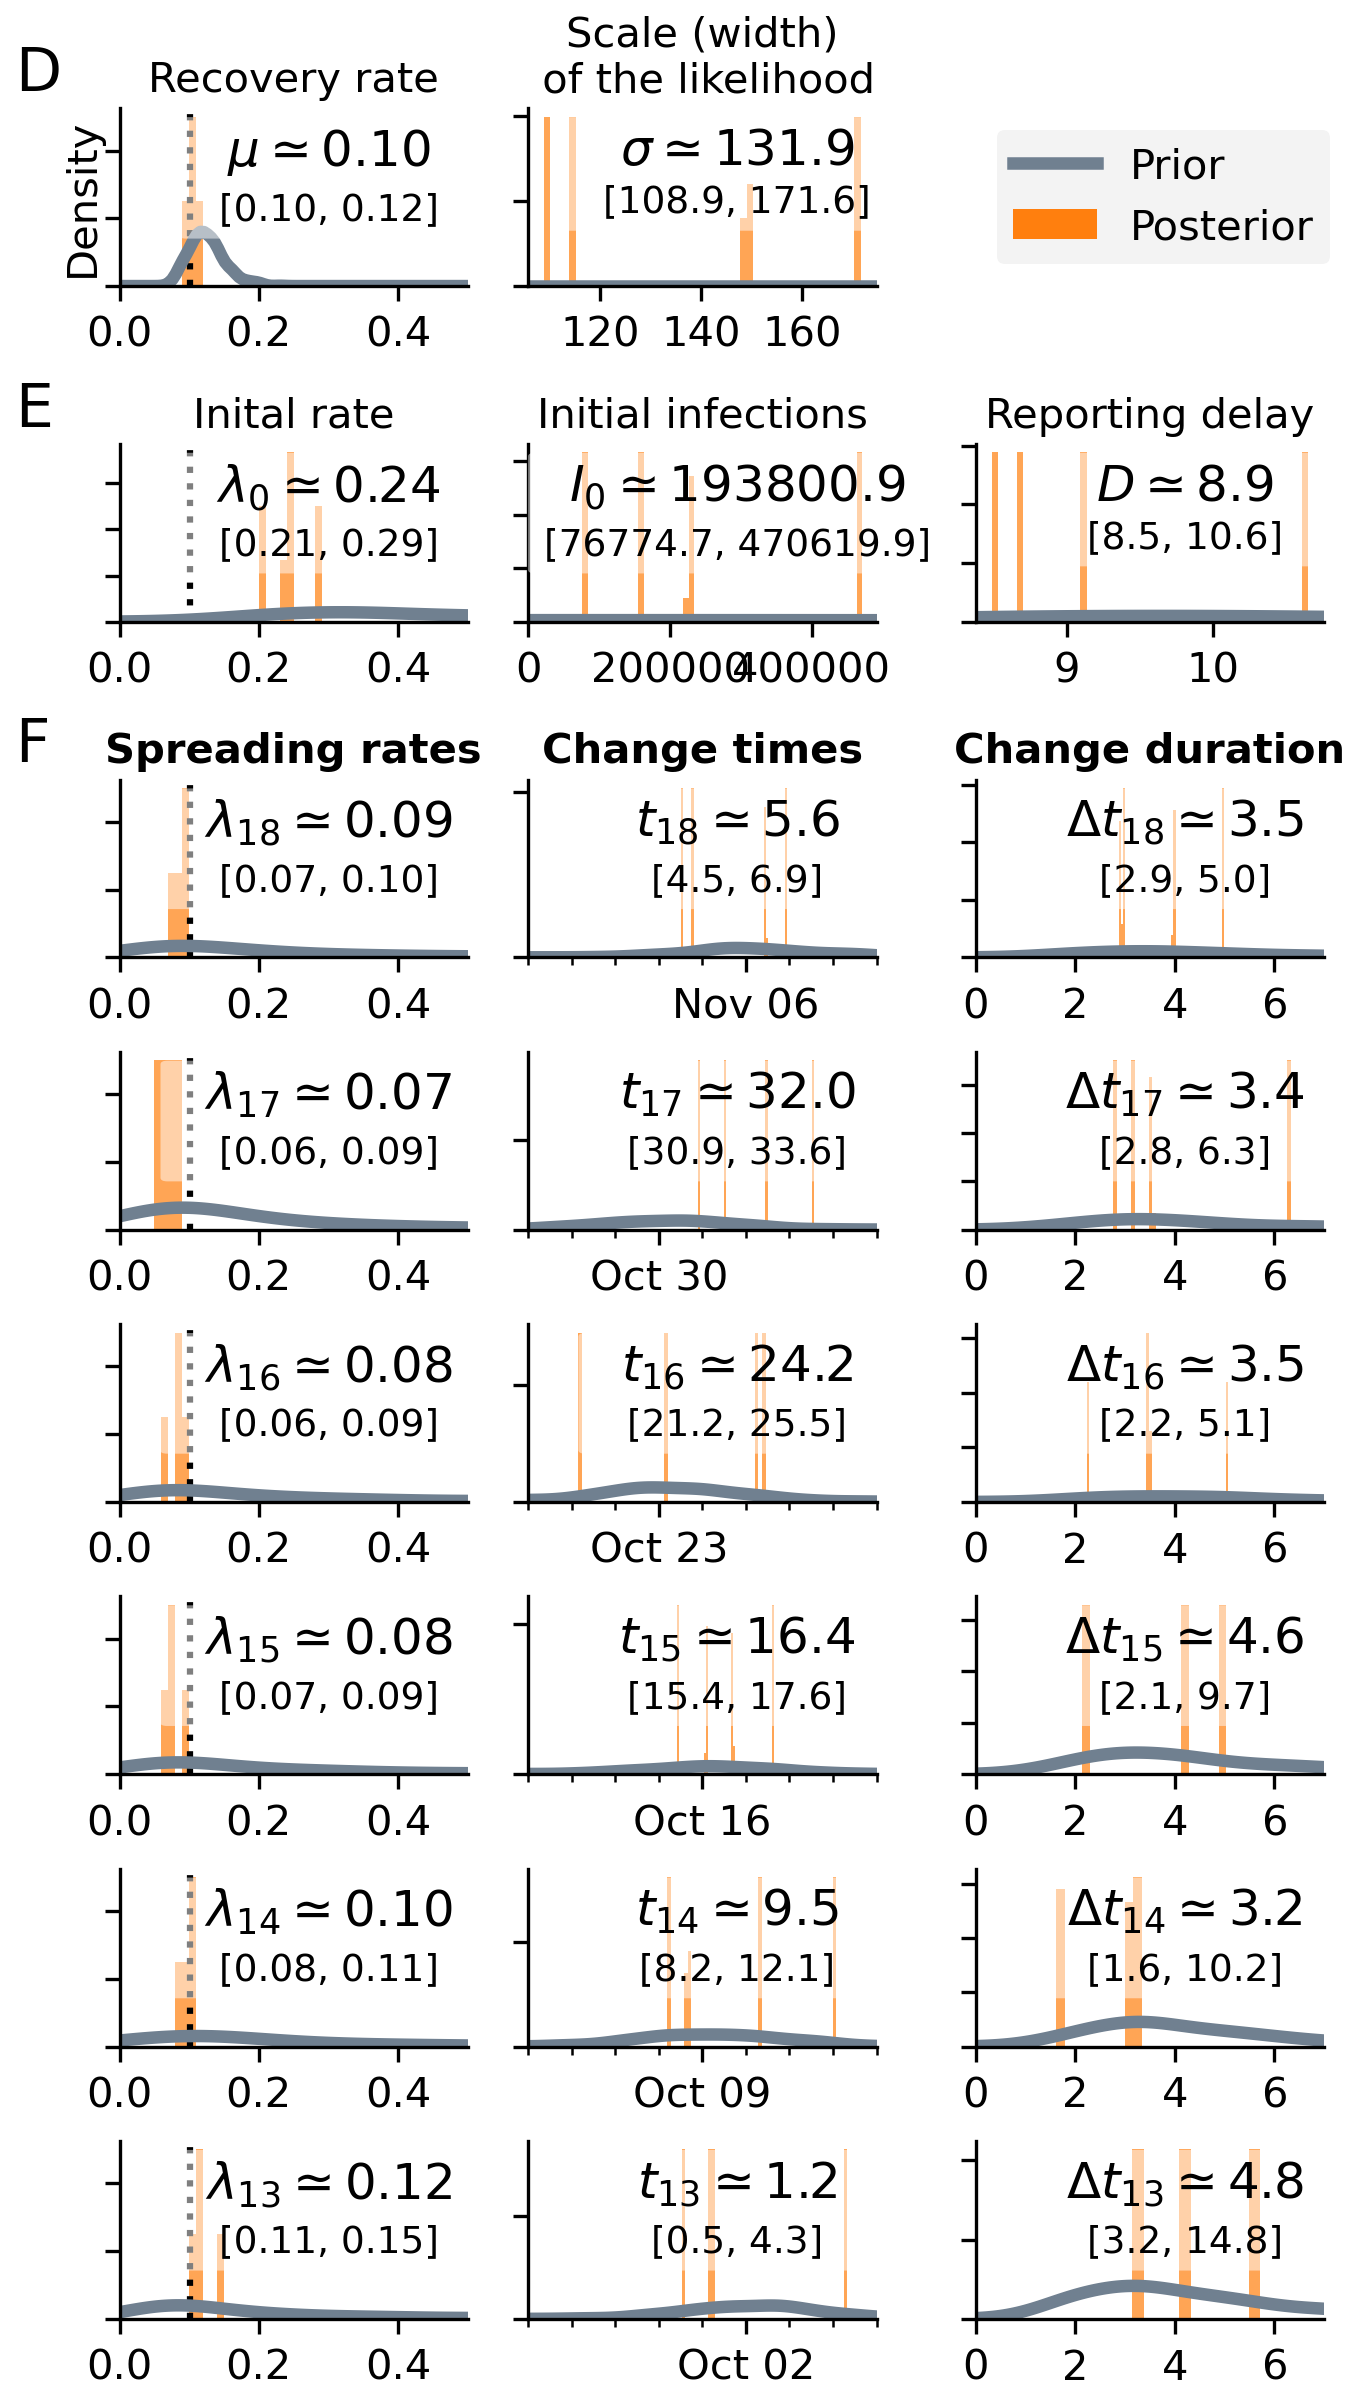 D
Recovery rate
Density
μ ≃ 0.10
[0.10, 0.12]
0.0 0.2 0.4
Scale (width)
of the likelihood
σ ≃ 131.9
[108.9, 171.6]
120 140 160
Prior
Posterior
E
Inital rate
λ0 ≃ 0.24
[0.21, 0.29]
0.0 0.2 0.4
Initial infections
I0 ≃ 193800.9
[76774.7, 470619.9]
0 200000 400000
Reporting delay
D ≃ 8.9
[8.5, 10.6]
9 10
F
Spreading rates Change times Change duration
λ18 ≃ 0.09
[0.07, 0.10]
0.0 0.2 0.4
t18 ≃ 5.6
[4.5, 6.9]
Nov 06
Δt18 ≃ 3.5
[2.9, 5.0]
0 2 4 6
λ17 ≃ 0.07
[0.06, 0.09]
0.0 0.2 0.4
t17 ≃ 32.0
[30.9, 33.6]
Oct 30
Δt17 ≃ 3.4
[2.8, 6.3]
0 2 4 6
λ16 ≃ 0.08
[0.06, 0.09]
0.0 0.2 0.4
t16 ≃ 24.2
[21.2, 25.5]
Oct 23
Δt16 ≃ 3.5
[2.2, 5.1]
0 2 4 6
λ15 ≃ 0.08
[0.07, 0.09]
0.0 0.2 0.4
t15 ≃ 16.4
[15.4, 17.6]
Oct 16
Δt15 ≃ 4.6
[2.1, 9.7]
0 2 4 6
λ14 ≃ 0.10
[0.08, 0.11]
0.0 0.2 0.4
t14 ≃ 9.5
[8.2, 12.1]
Oct 09
Δt14 ≃ 3.2
[1.6, 10.2]
0 2 4 6
λ13 ≃ 0.12
[0.11, 0.15]
0.0 0.2 0.4
t13 ≃ 1.2
[0.5, 4.3]
Oct 02
Δt13 ≃ 4.8
[3.2, 14.8]
0 2 4 6